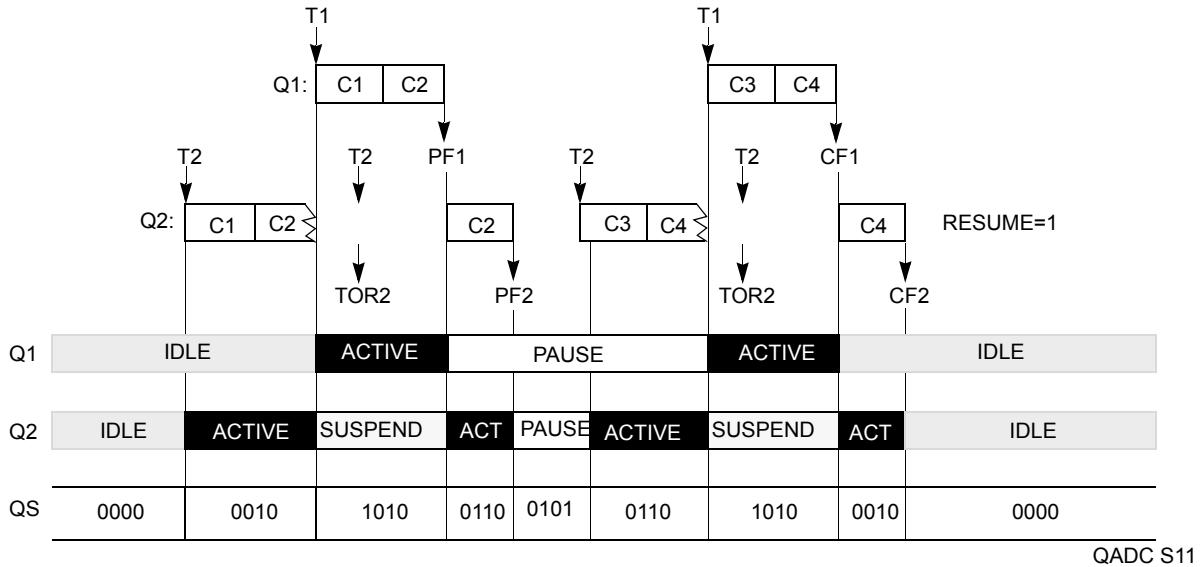 T1 T1
Q1: C1 C2 C3 C4
T2 T2 PF1 T2 T2 CF1
Q2: C1 C2 C2 C3 C4 C4 RESUME=1
TOR2 PF2 TOR2 CF2
Q1 IDLE ACTIVE PAUSE ACTIVE IDLE
Q2 IDLE ACTIVE SUSPEND ACT PAUSE ACTIVE SUSPEND ACT IDLE
QS 0000 0010 1010 0110 0101 0110 1010 0010 0000
QADC S11